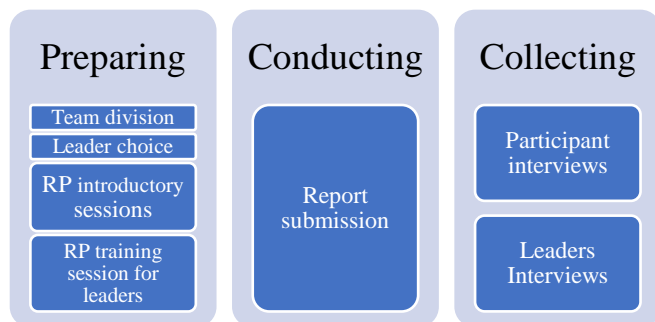 Preparing
Team division
Leader choice
RP introductory
sessions
RP training
session for
leaders
Conducting
Report
submission
Collecting
Participant
interviews
Leaders
Interviews